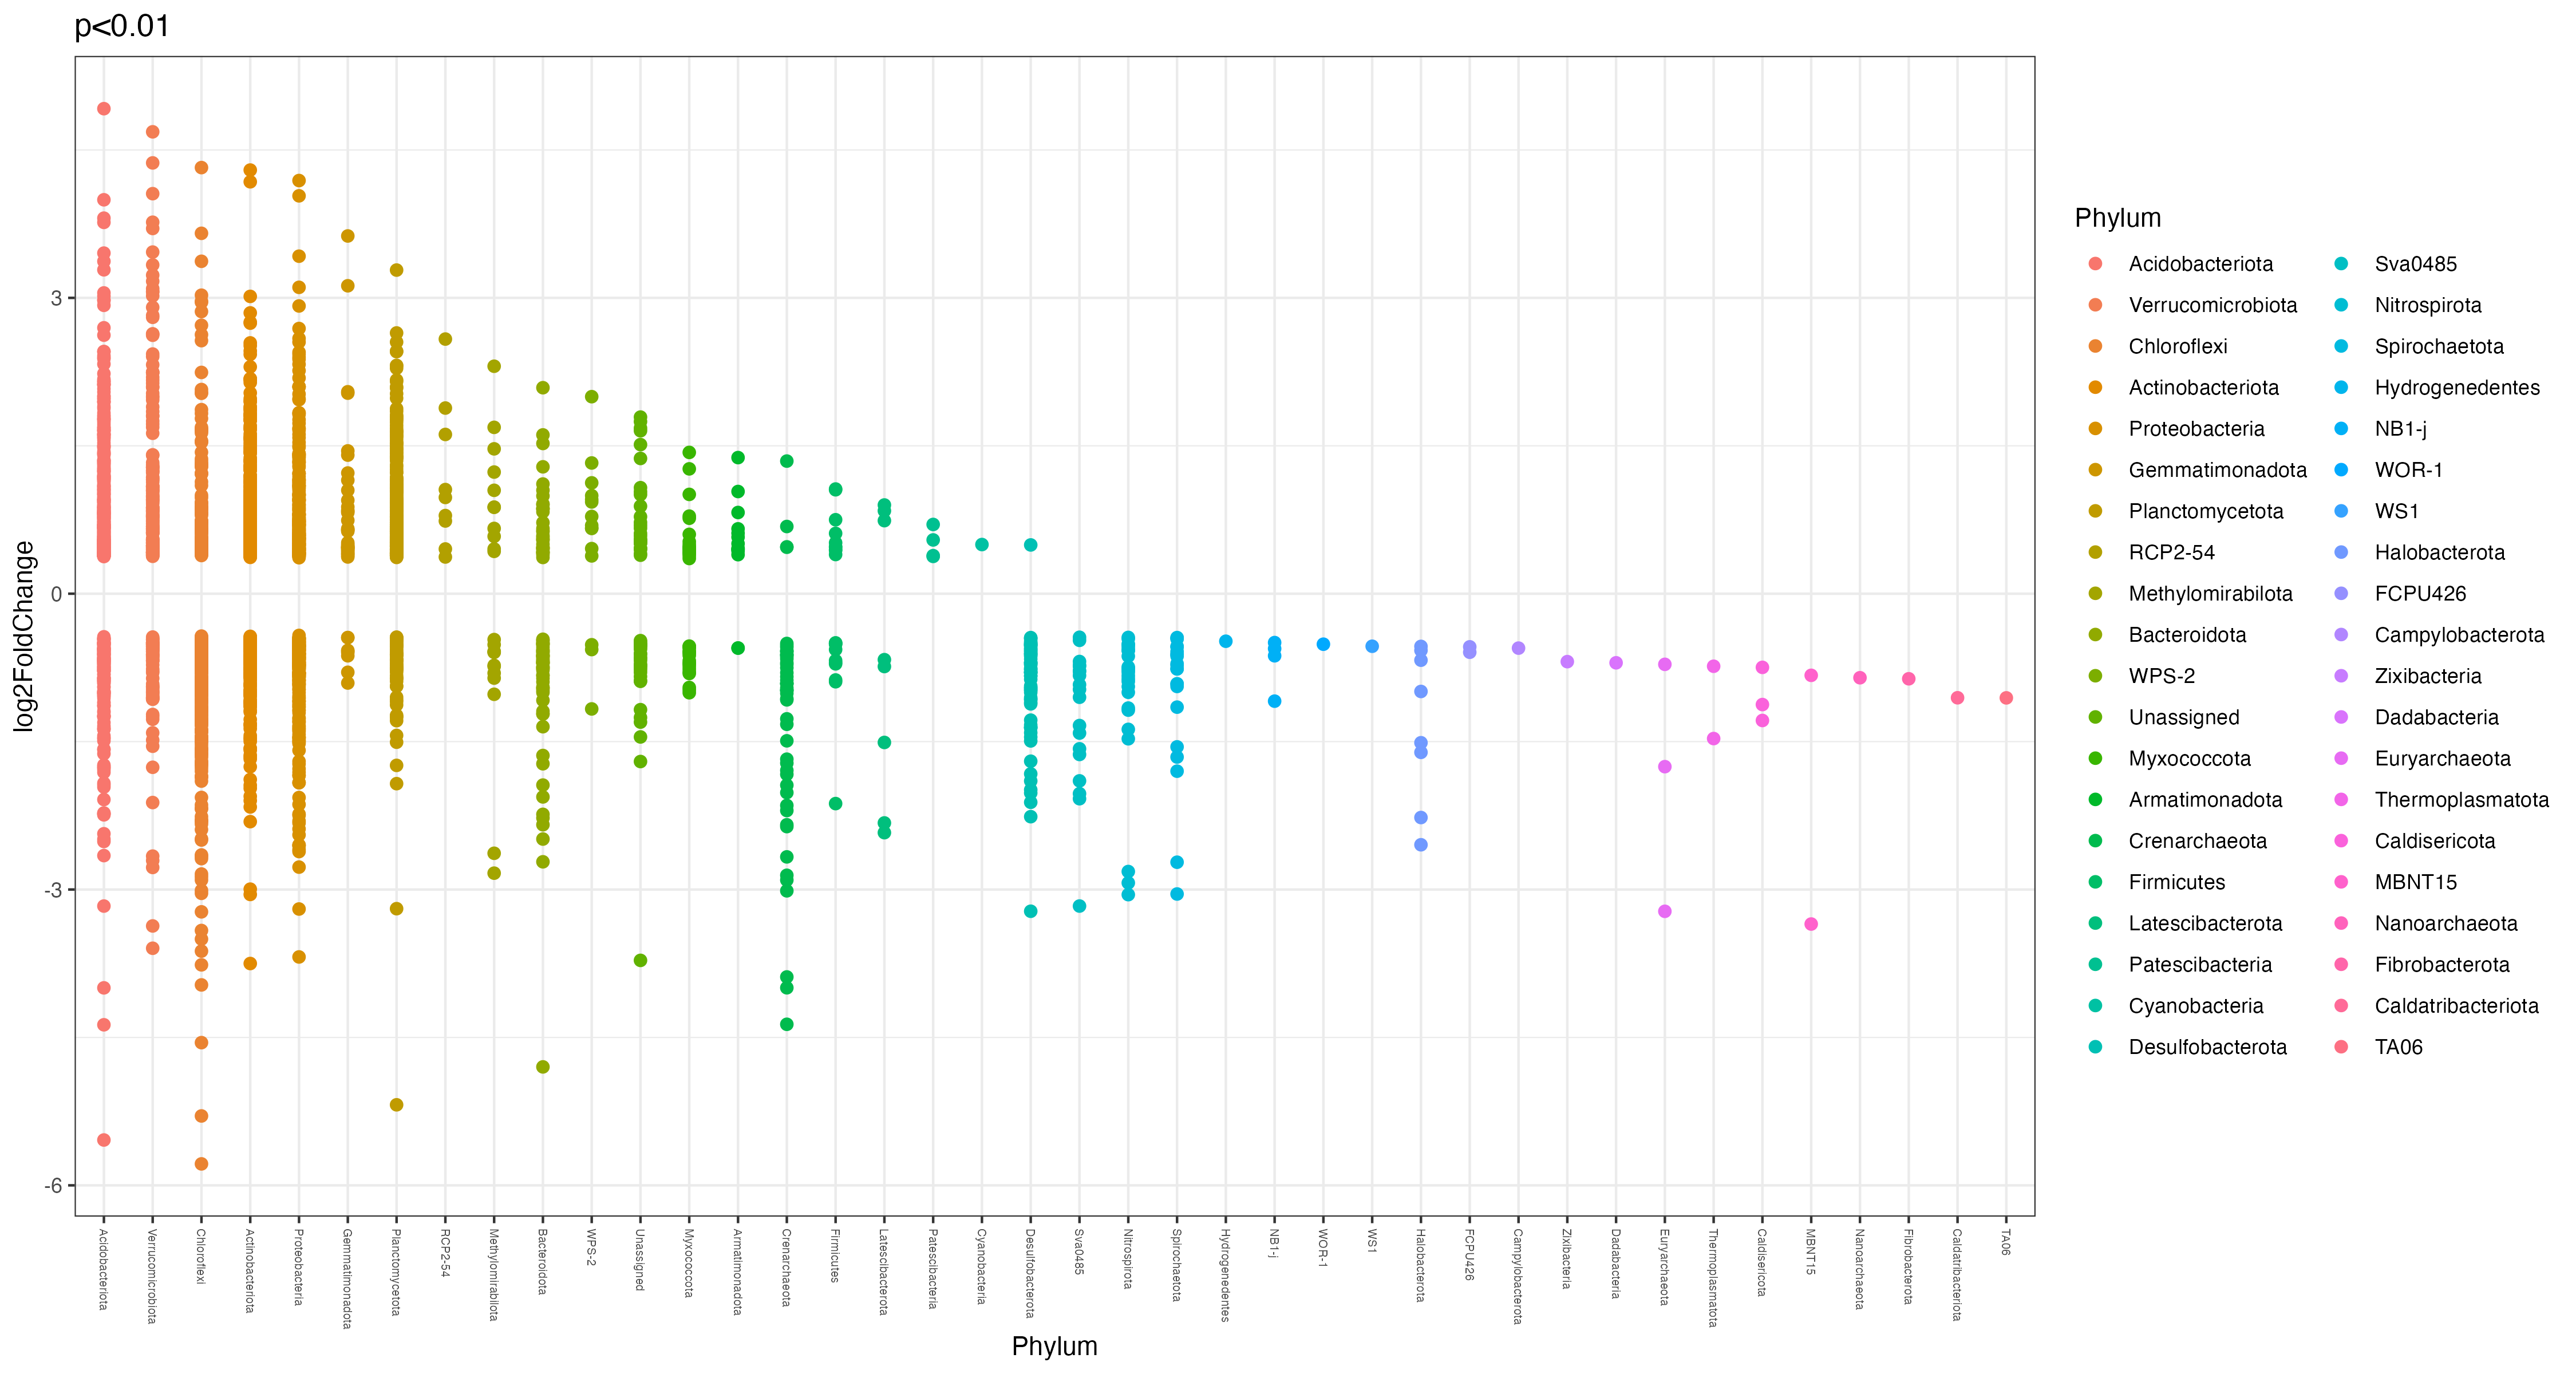 p<0.01
log2FoldChange
3
0
-3
-6
Acidobacteriota
Verrucomicrobiota
Chloroflexi
Actinobacteriota
Proteobacteria
Gemmatimonadota
Planctomycetota
RCP2-54
Methylomirabilota
Bacteroidota
WPS-2
Unassigned
Myxococcota
Armatimonadota
Crenarchaeota
Firmicutes
Latescibacterota
Patescibacteria
Cyanobacteria
Desulfobacterota
Sva0485
Nitrospirota
Spirochaetota
Hydrogenedentes
NB1-j
WOR-1
WS1
Halobacterota
FCPU426
Campylobacterota
Zixibacteria
Dadabacteria
Euryarchaeota
Thermoplasmatota
Caldisericota
MBNT15
Nanoarchaeota
Fibrobacterota
Caldatribacteriota
TA06
Phylum
Phylum
Acidobacteriota
Verrucomicrobiota
Chloroflexi
Actinobacteriota
Proteobacteria
Gemmatimonadota
Planctomycetota
RCP2-54
Methylomirabilota
Bacteroidota
WPS-2
Unassigned
Myxococcota
Armatimonadota
Crenarchaeota
Firmicutes
Latescibacterota
Patescibacteria
Cyanobacteria
Desulfobacterota
Sva0485
Nitrospirota
Spirochaetota
Hydrogenedentes
NB1-j
WOR-1
WS1
Halobacterota
FCPU426
Campylobacterota
Zixibacteria
Dadabacteria
Euryarchaeota
Thermoplasmatota
Caldisericota
MBNT15
Nanoarchaeota
Fibrobacterota
Caldatribacteriota
TA06